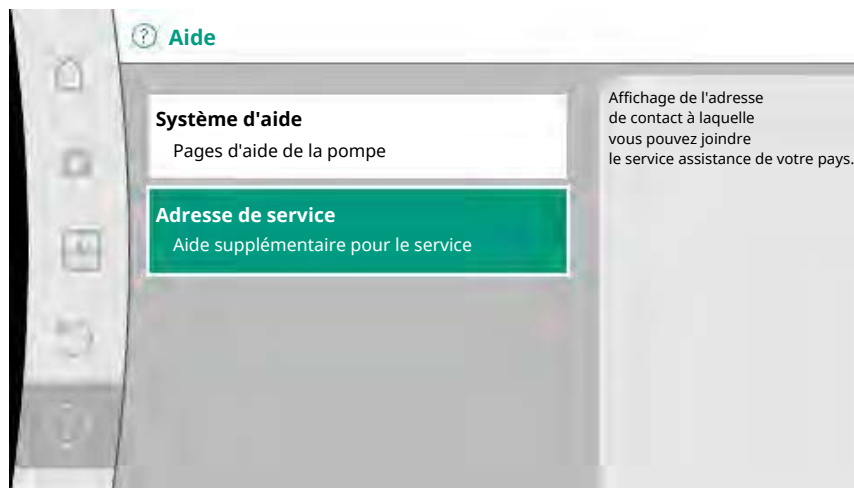 Aide
Système d'aide
Pages d'aide de la pompe
Adresse de service
Aide supplémentaire pour le service
Affichage de l'adresse
de contact à laquelle
vous pouvez joindre
le service assistance de votre pays.